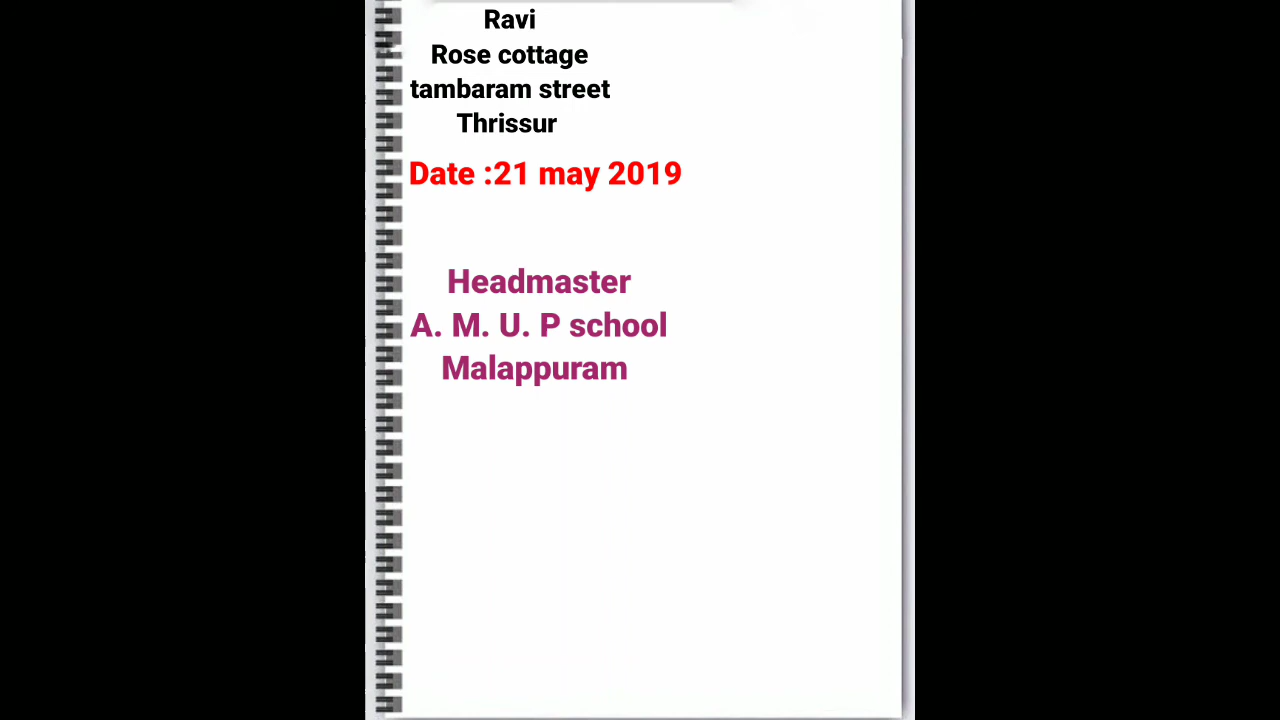 Ravi
Rose cottage
tambaram street
Thrissur
Date :21 may 2019
Headmaster
A. M. U. P school
Malappuram